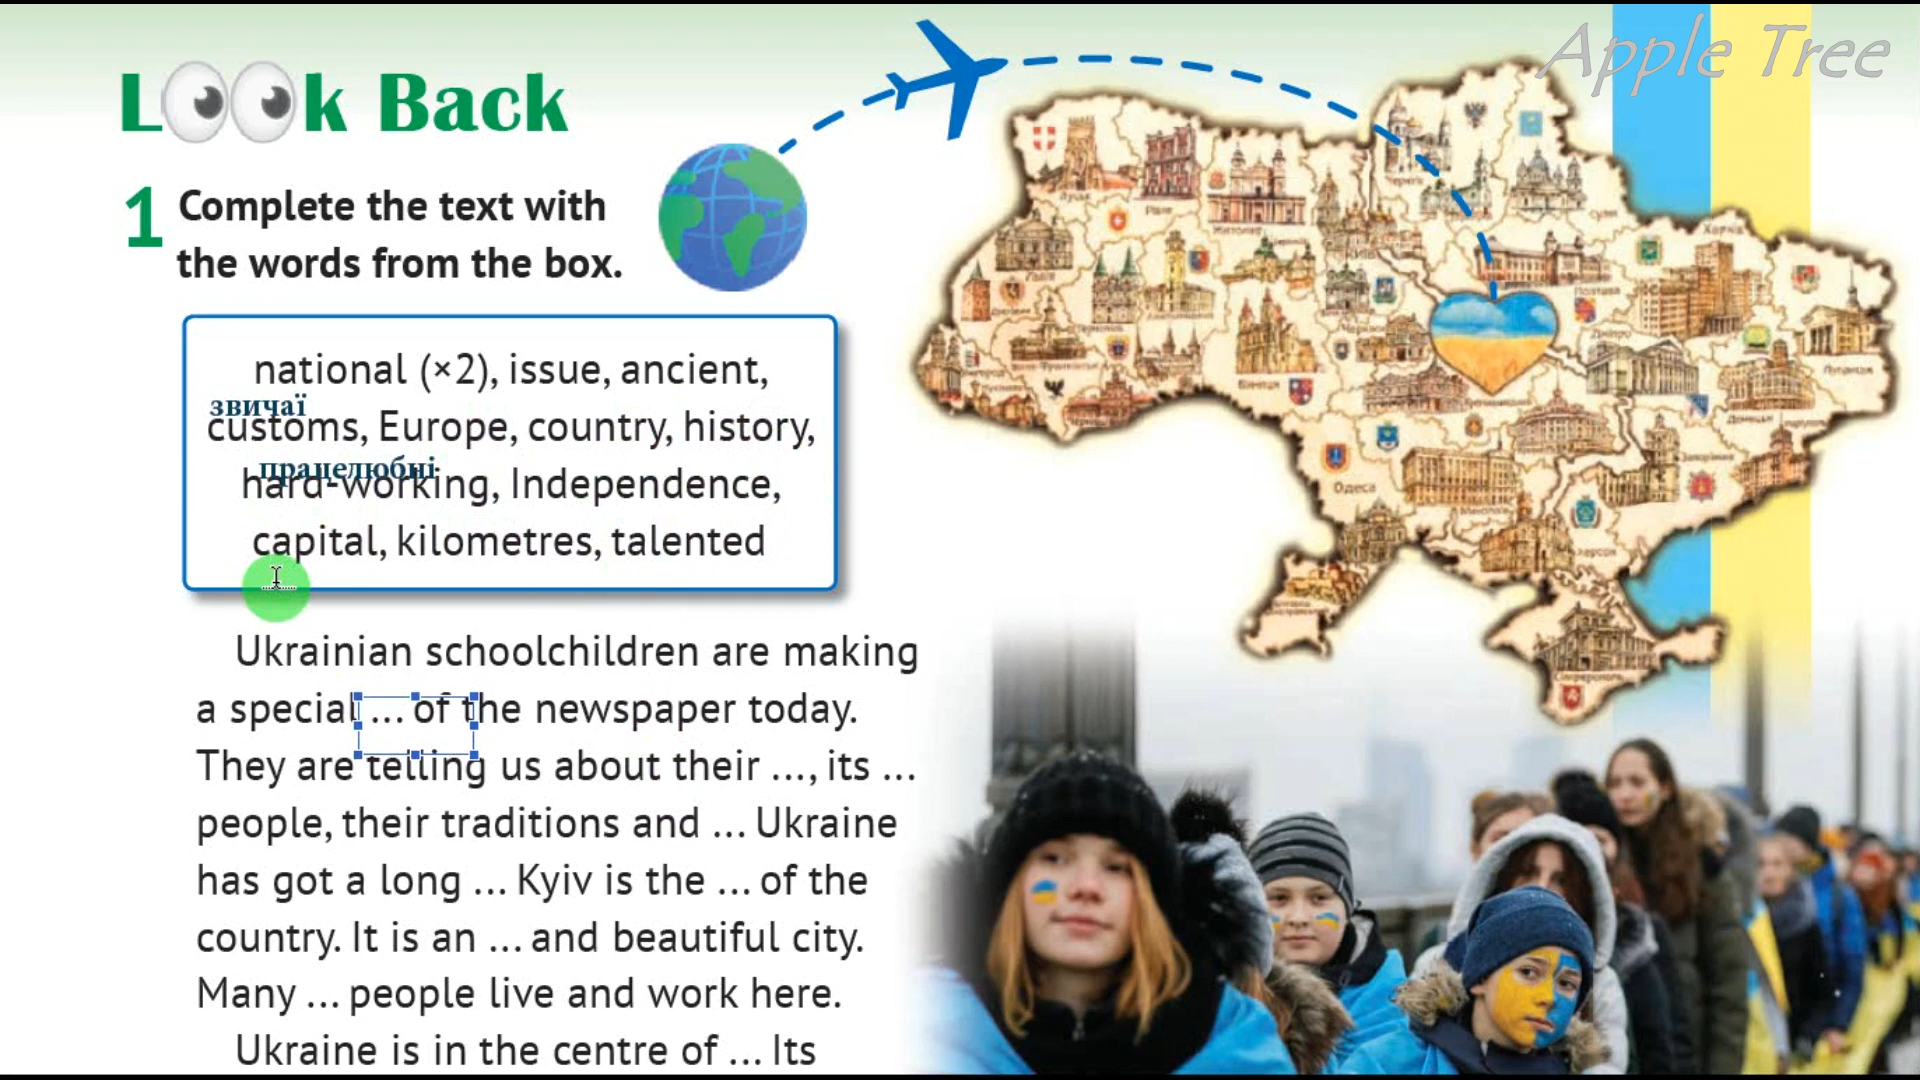 Apple Tree
Look Back
1 Complete the text with
the words from the box.
national (×2), issue, ancient,
звичаї
customs, Europe, country, history,
працелюбні
hard-working, Independence,
capital, kilometres, talented
Ukrainian schoolchildren are making
a special ... of the newspaper today.
They are telling us about their ..., its ...
people, their traditions and ... Ukraine
has got a long ... Kyiv is the ... of the
country. It is an ... and beautiful city.
Many ... people live and work here.
Ukraine is in the centre of ... Its
Одеса